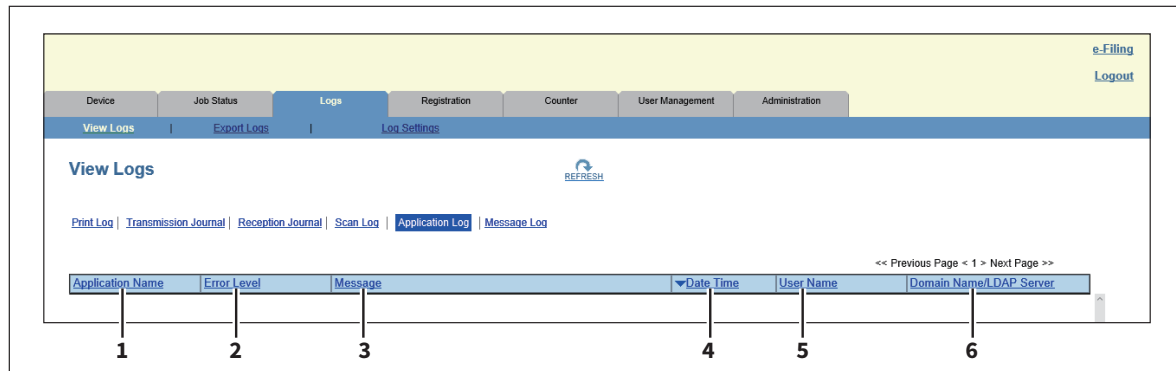 e-Filing
Logout
Device Job Status Logs Registration Counter User Management Administration
View Logs | Export Logs | Log Settings
View Logs
REFRESH
Print Log | Transmission Journal | Reception Journal | Scan Log | Application Log | Message Log
<< Previous Page < 1 > Next Page >>
Application Name Error Level Message Date Time User Name Domain Name/LDAP Server
1 2 3 4 5 6